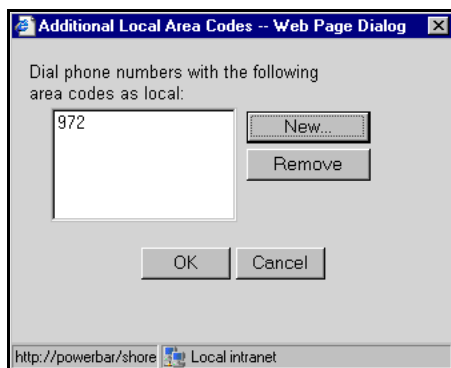 Additional Local Area Codes -- Web Page Dialog
Dial phone numbers with the following
area codes as local:
972
New...
Remove
OK
Cancel
http://powerbar/shore
Local intranet